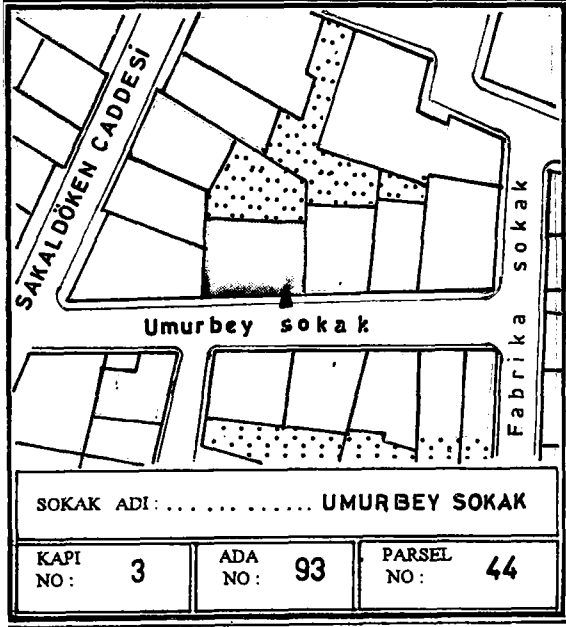 SAKALDÖKEN CADDESİ
Umurbey sokak
Fabrika sokak
SOKAK ADI: . . . . . . . . . . . . . . UMURBEY SOKAK
KAPI NO : 3
ADA NO : 93
PARSEL NO : 44